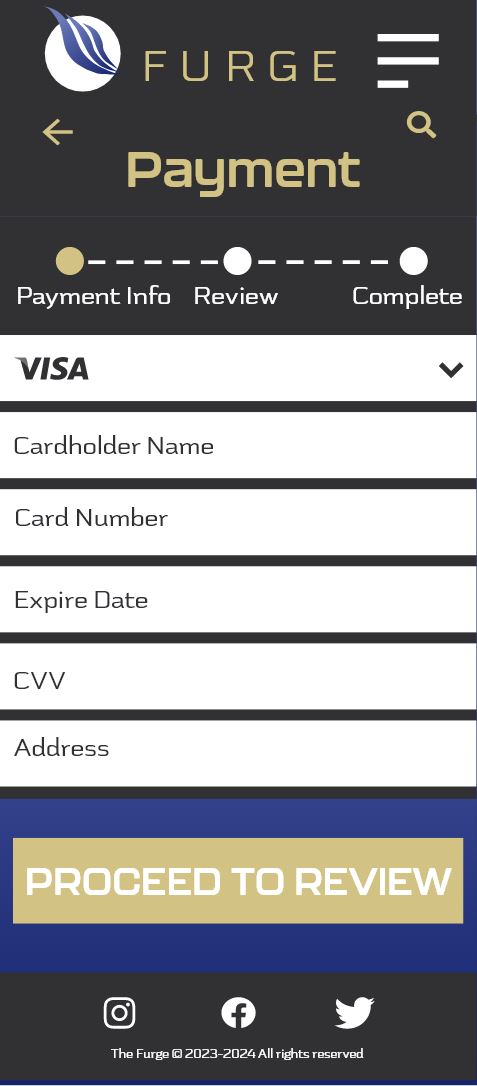 FURGE
Payment
Payment Info Review Complete
VISA
Cardholder Name
Card Number
Expire Date
CVV
Address
PROCEED TO REVIEW
The Furge © 2023-2024 All rights reserved